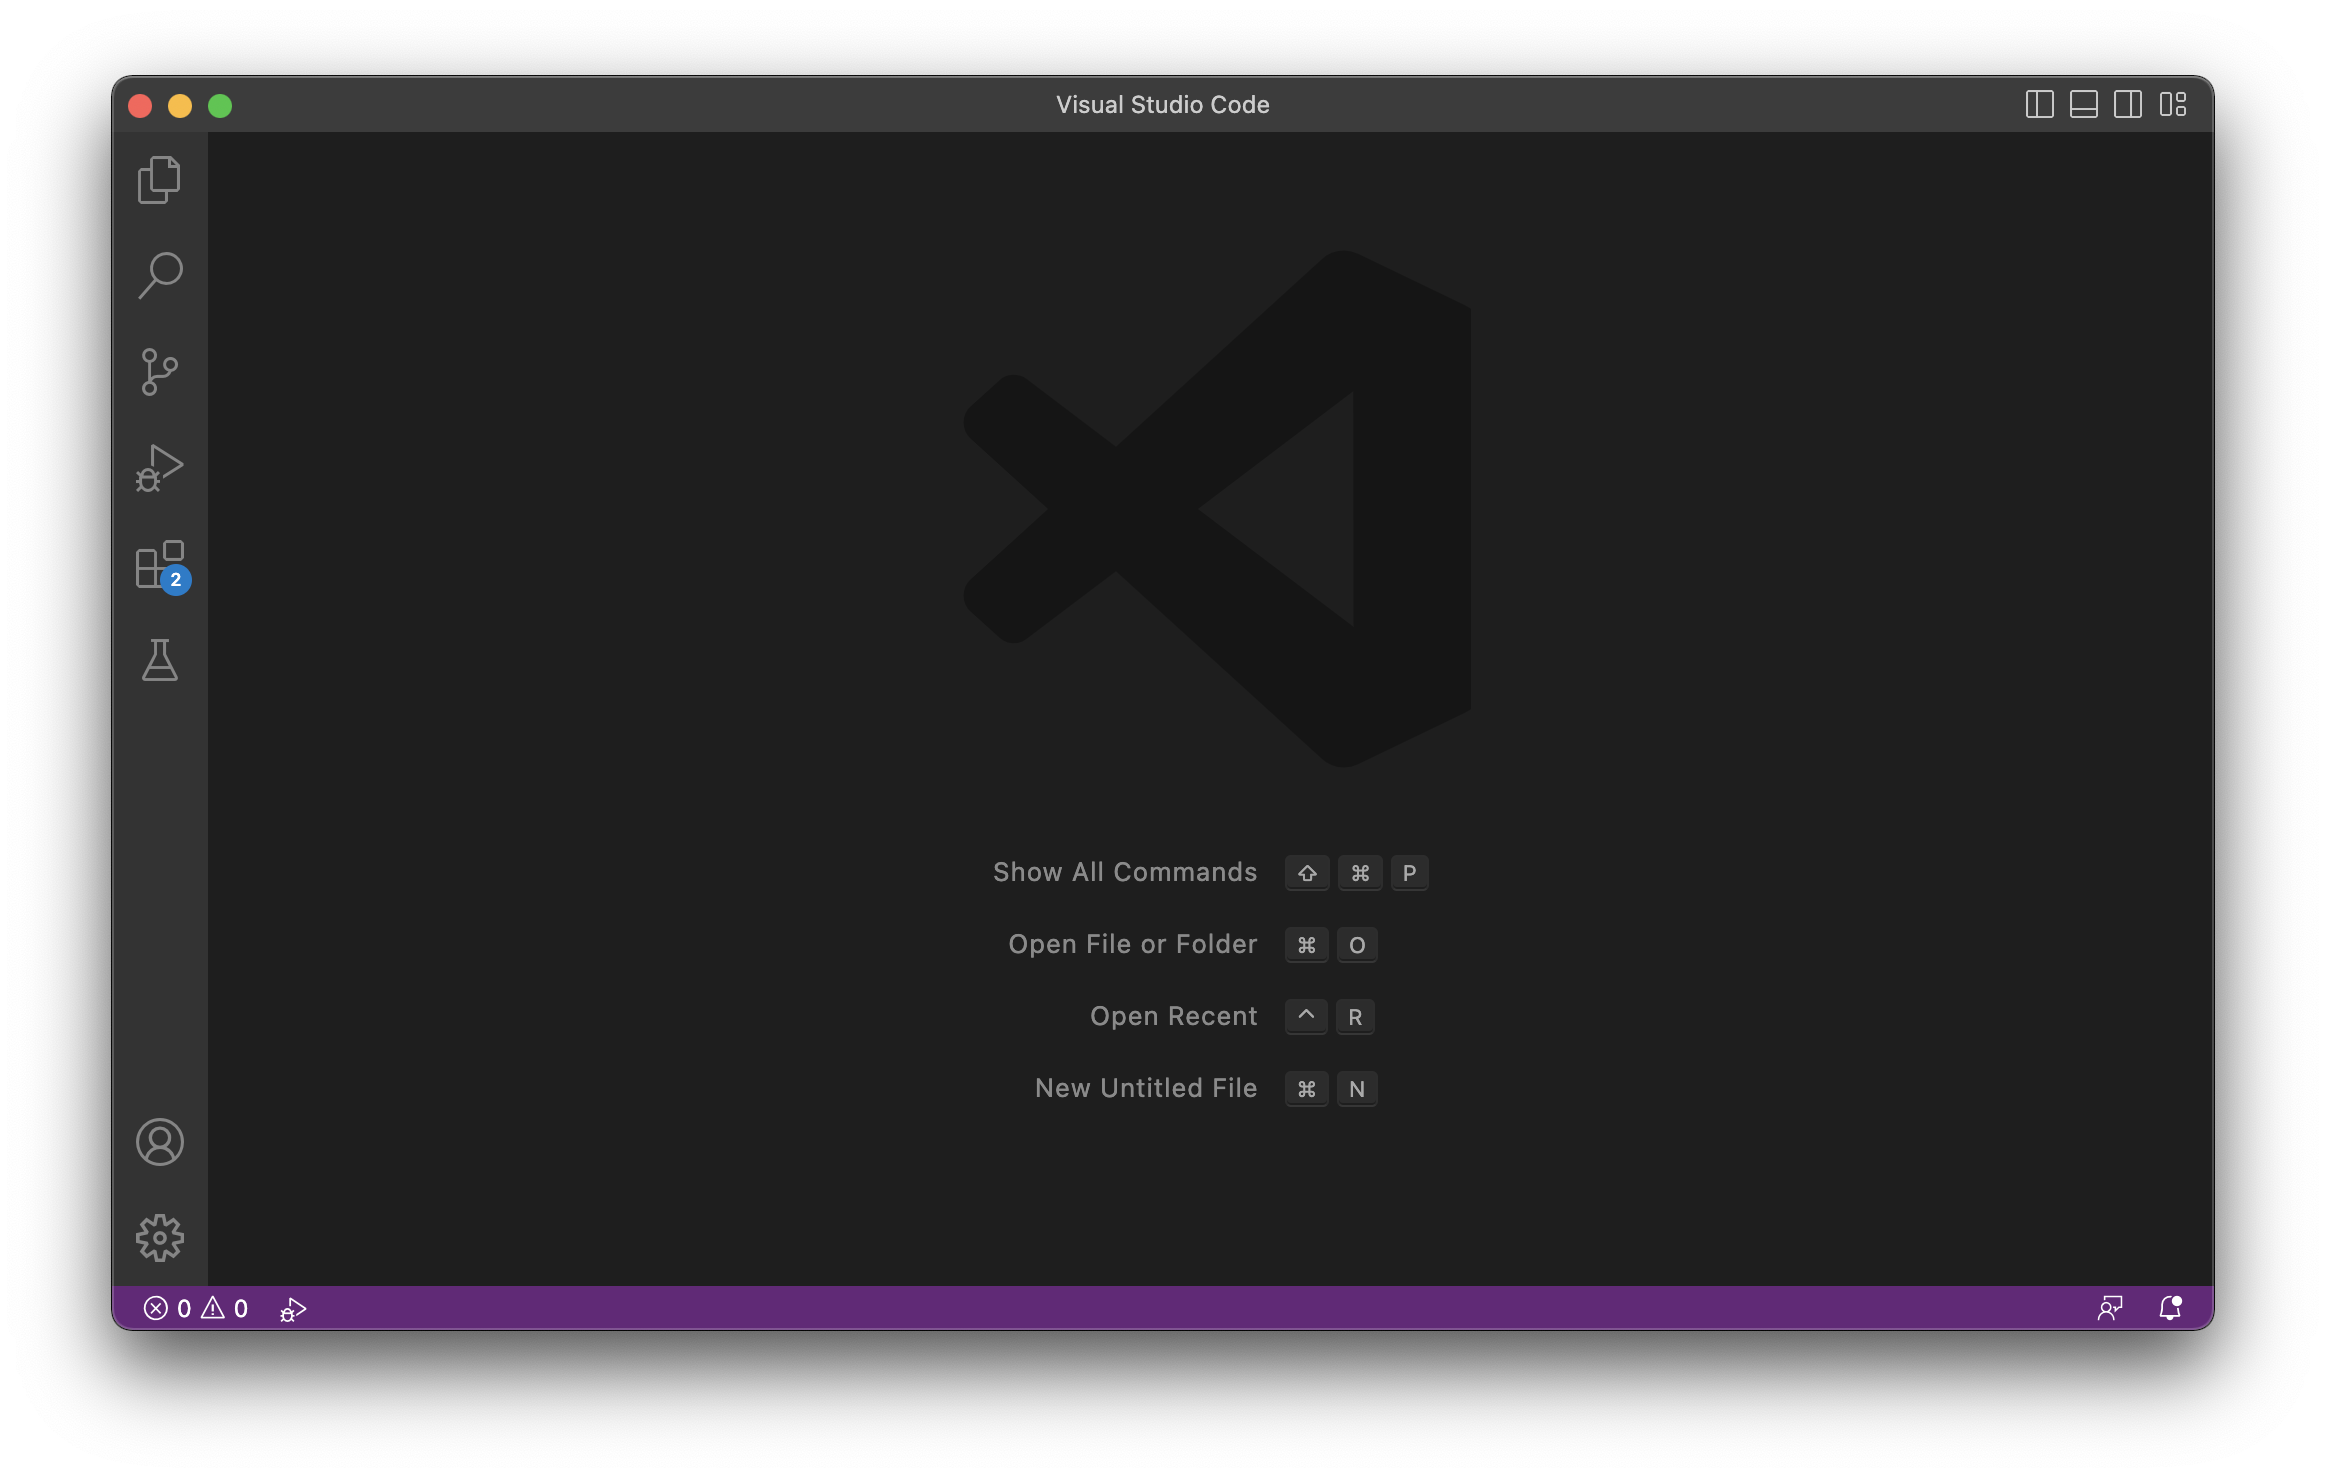 Visual Studio Code
2
Show All Commands ⇧ ⌘ P
Open File or Folder ⌘ O
Open Recent ^ R
New Untitled File ⌘ N
0 0